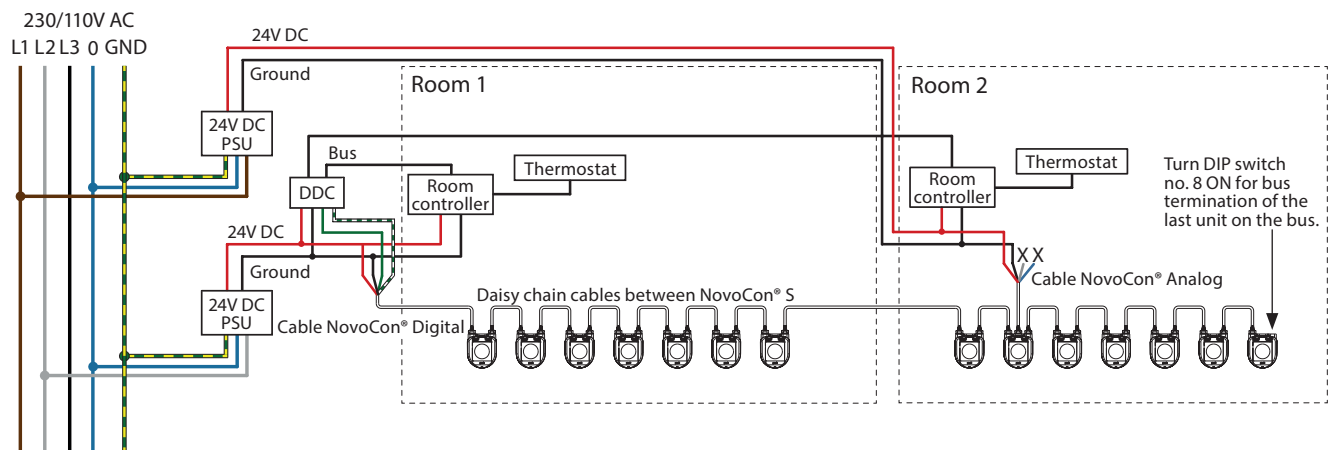 230/110V AC
L1 L2 L3 0 GND
24V DC
Ground
24V DC
PSU
Room 1
Room 2
Bus
DDC
Room
controller
Thermostat
Room
controller
Thermostat
Turn DIP switch
no. 8 ON for bus
termination of the
last unit on the bus.
24V DC
Ground
24V DC
PSU
Cable NovoCon® Digital
Daisy chain cables between NovoCon® S
X X
Cable NovoCon® Analog